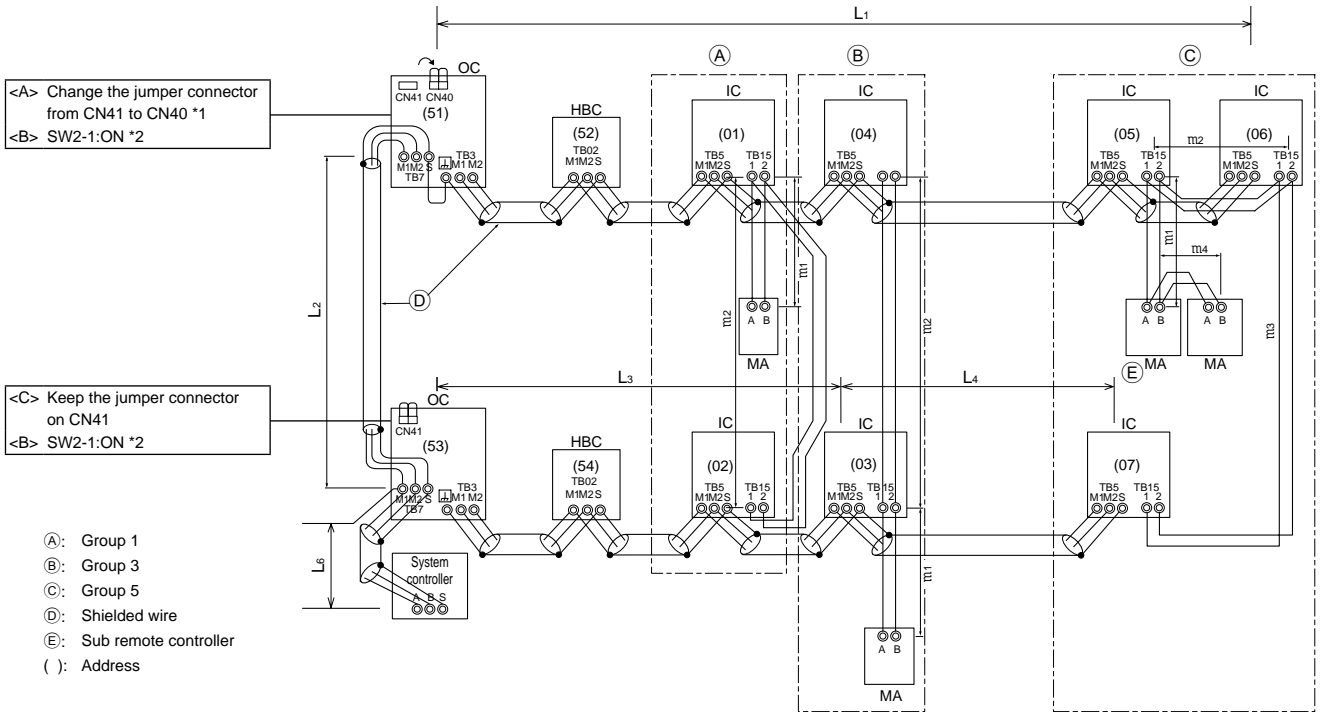 L1
A
B
C
<A> Change the jumper connector
from CN41 to CN40 *1
<B> SW2-1:ON *2
OC
CN41 CN40
(51)
M1M2 S
TB7
TB3
M1 M2
HBC
(52)
TB02
M1M2 S
IC
(01)
TB5
M1M2S
TB15
1 2
IC
(04)
TB5
M1M2S
IC
(05)
TB5
M1M2S
TB15
1 2
m2
IC
(06)
TB5
M1M2S
TB15
1 2
L2
D
m2
m1
A B
MA
m2
m1
m4
A B
MA
A B
MA
E
m3
<C> Keep the jumper connector
on CN41
<B> SW2-1:ON *2
L3
L4
OC
CN41
(53)
M1M2 S
TB7
TB3
M1 M2
HBC
(54)
TB02
M1M2 S
IC
(02)
TB5
M1M2S
TB15
1 2
IC
(03)
TB5
M1M2S
TB15
1 2
IC
(07)
TB5
M1M2S
TB15
1 2
L6
System
controller
A B S
m1
A B
MA
A: Group 1
B: Group 3
C: Group 5
D: Shielded wire
E: Sub remote controller
( ): Address